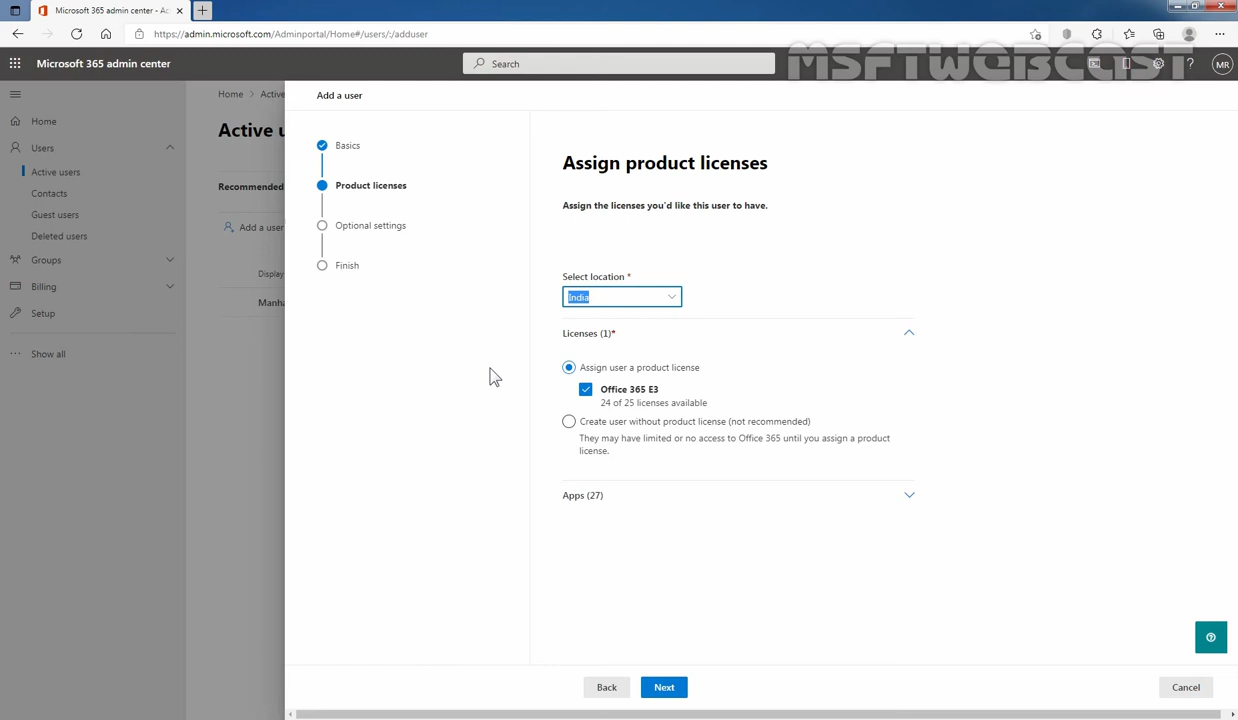 Microsoft 365 admin center - Ac
https://admin.microsoft.com/Adminportal/Home#/users/:/adduser
MSFTWEBCAST
Microsoft 365 admin center
Search
MR
Home
Users
Active users
Contacts
Guest users
Deleted users
Groups
Billing
Setup
Show all
Home > Active
Active u
Recommended
Add a user
Display
Manha
Add a user
Basics
Product licenses
Optional settings
Finish
Assign product licenses
Assign the licenses you'd like this user to have.
Select location *
India
Licenses (1)*
Assign user a product license
Office 365 E3
24 of 25 licenses available
Create user without product license (not recommended)
They may have limited or no access to Office 365 until you assign a product
license.
Apps (27)
Back
Next
Cancel